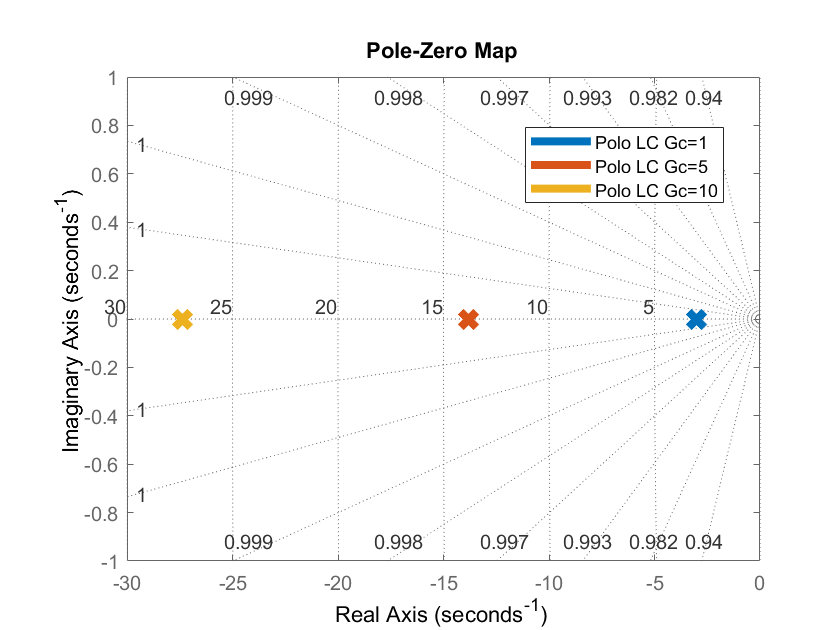 Pole-Zero Map
1
0.8
0.6
0.4
0.2
0
-0.2
-0.4
-0.6
-0.8
-1
Imaginary Axis (seconds-1)
0.999 0.998 0.997 0.993 0.982 0.94
1
1
Polo LC Gc=1
Polo LC Gc=5
Polo LC Gc=10
30 25 20 15 10 5
1
1
0.999 0.998 0.997 0.993 0.982 0.94
-30 -25 -20 -15 -10 -5 0
Real Axis (seconds-1)